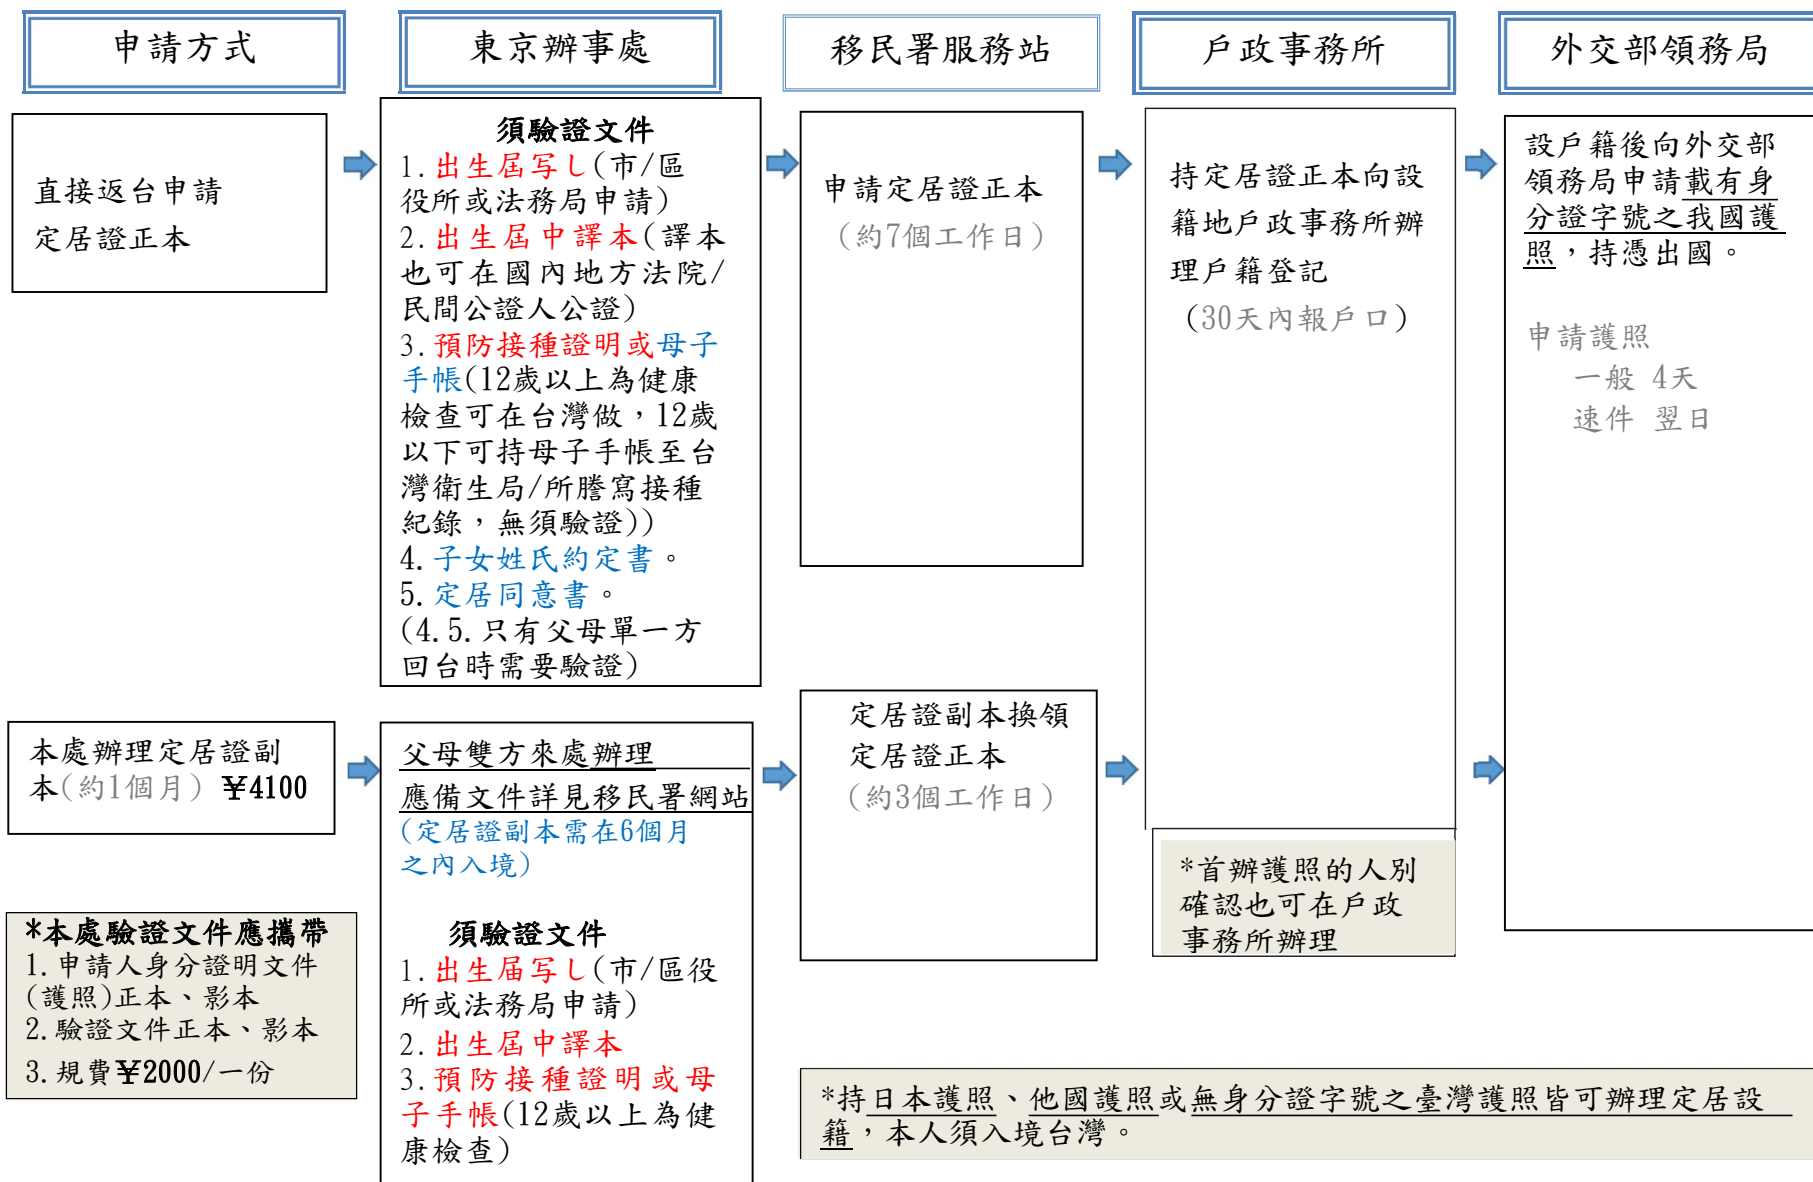 申請方式
東京辦事處
移民署服務站
戶政事務所
外交部領務局
直接返台申請
定居證正本
須驗證文件
1.出生屆写し(市/區
役所或法務局申請)
2.出生屆中譯本(譯本
也可在國內地方法院/
民間公證人公證)
3.預防接種證明或母子
手帳(12歲以上為健康
檢查可在台灣做，12歲
以下可持母子手帳至台
灣衛生局/所謄寫接種
紀錄，無須驗證))
4.子女姓氏約定書。
5.定居同意書。
(4.5.只有父母單一方
回台時需要驗證)
申請定居證正本
(約7個工作日)
持定居證正本向設
籍地戶政事務所辦
理戶籍登記
(30天內報戶口)
設戶籍後向外交部
領務局申請載有身
分證字號之我國護
照，持憑出國。
申請護照
一般 4天
速件 翌日
本處辦理定居證副
本(約1個月) ¥4100
父母雙方來處辦理
應備文件詳見移民署網站
(定居證副本需在6個月
之內入境)
須驗證文件
1.出生届写し(市/區役
所或法務局申請)
2.出生屆中譯本
3.預防接種證明或母
子手帳(12歲以上為健
康檢查)
定居證副本換領
定居證正本
(約3個工作日)
*首辦護照的人別
確認也可在戶政
事務所辦理
*本處驗證文件應攜帶
1.申請人身分證明文件
(護照)正本、影本
2.驗證文件正本、影本
3.規費¥2000/一份
*持日本護照、他國護照或無身分證字號之臺灣護照皆可辦理定居設
籍，本人須入境台灣。